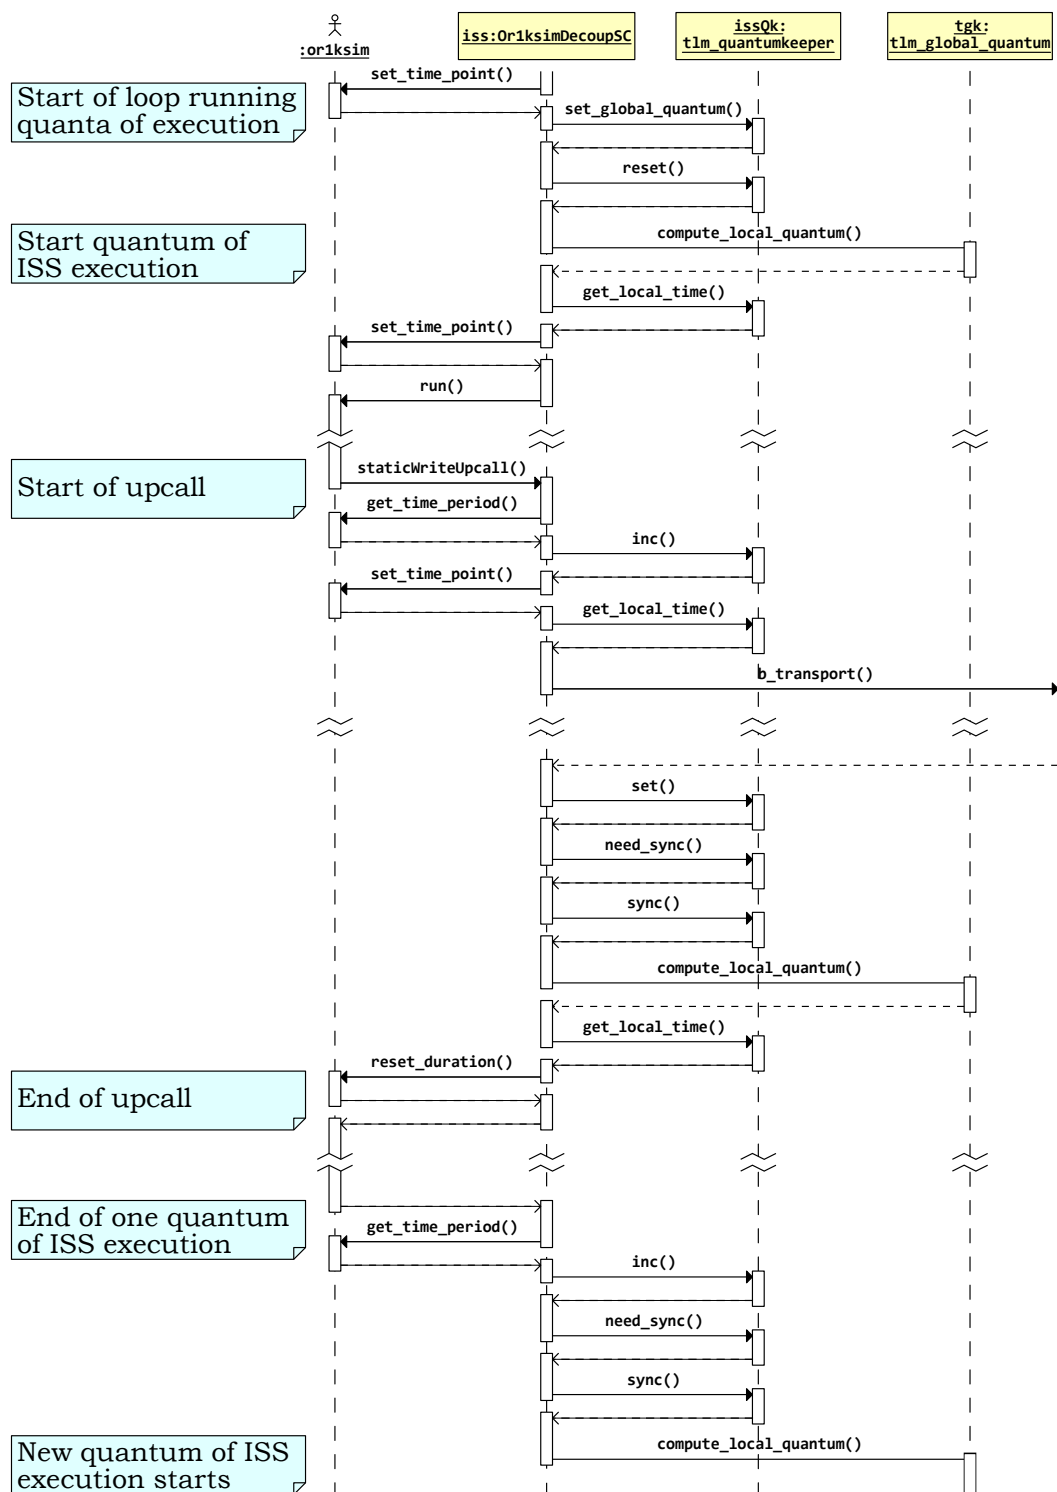 :or1ksim
iss:Or1ksimDecoupSC
issQk:
tlm_quantumkeeper
tgk:
tlm_global_quantum
set_time_point()
Start of loop running
quanta of execution
set_global_quantum()
reset()
compute_local_quantum()
Start quantum of
ISS execution
get_local_time()
set_time_point()
run()
staticWriteUpcall()
Start of upcall
get_time_period()
inc()
set_time_point()
get_local_time()
b_transport()
set()
need_sync()
sync()
compute_local_quantum()
get_local_time()
reset_duration()
End of upcall
End of one quantum
of ISS execution
get_time_period()
inc()
need_sync()
sync()
compute_local_quantum()
New quantum of ISS
execution starts